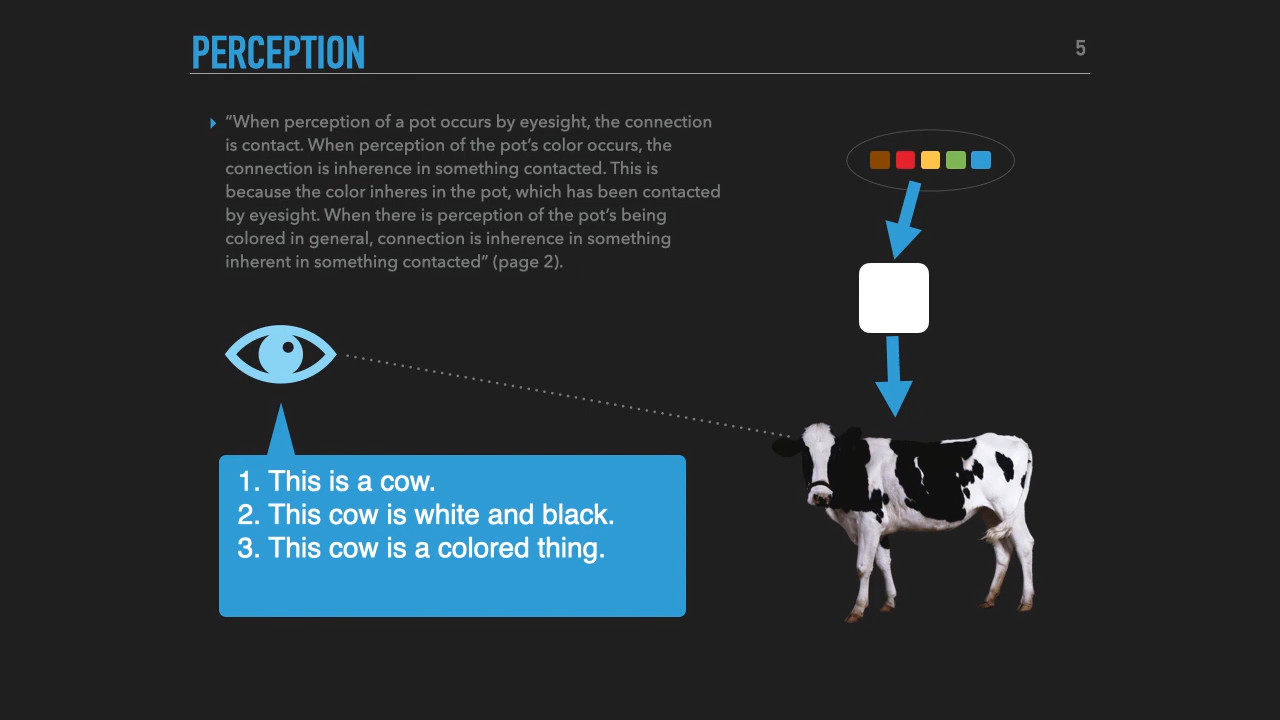 PERCEPTION
5
“When perception of a pot occurs by eyesight, the connection
is contact. When perception of the pot’s color occurs, the
connection is inherence in something contacted. This is
because the color inheres in the pot, which has been contacted
by eyesight. When there is perception of the pot’s being
colored in general, connection is inherence in something
inherent in something contacted” (page 2).
1. This is a cow.
2. This cow is white and black.
3. This cow is a colored thing.